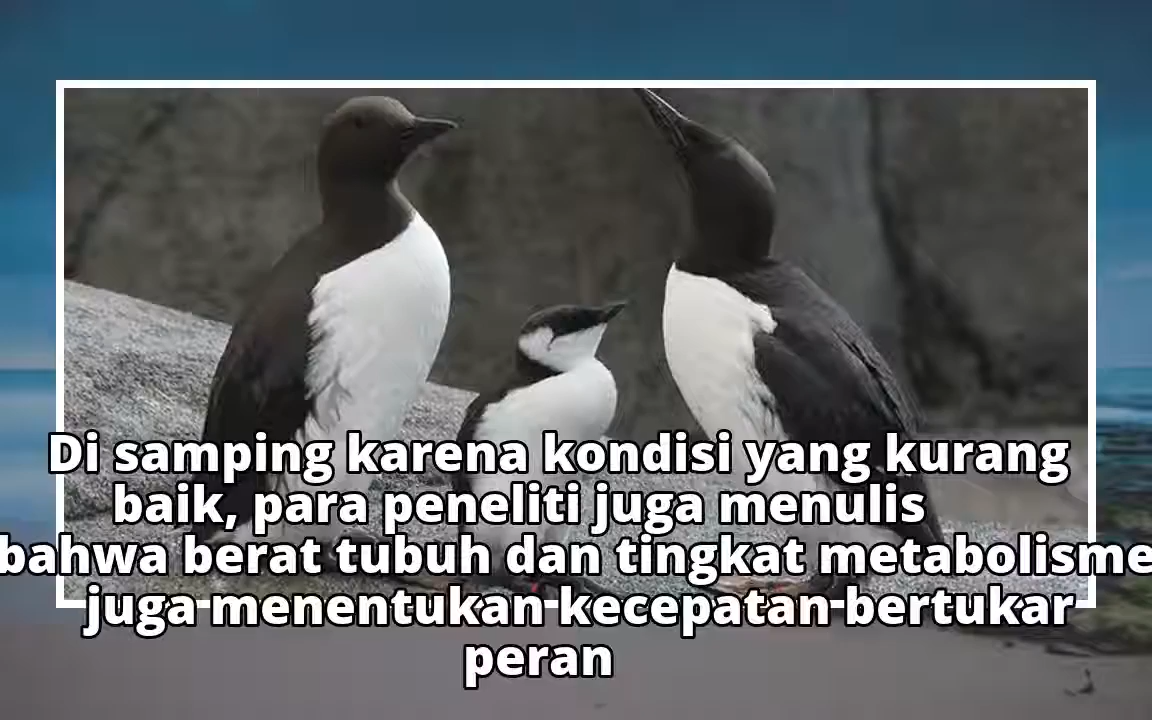 Di samping karena kondisi yang kurang
baik, para peneliti juga menulis
bahwa berat tubuh dan tingkat metabolisme
juga menentukan kecepatan bertukar
peran